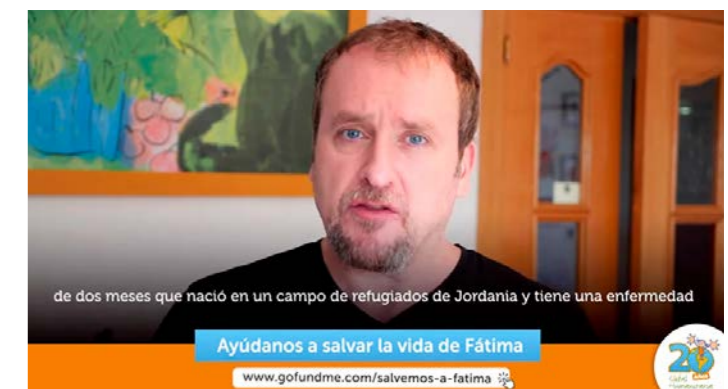 de dos meses que nació en un campo de refugiados de Jordania y tiene una enfermedad
Ayúdanos a salvar la vida de Fátima
www.gofundme.com/salvemos-a-fatima
20